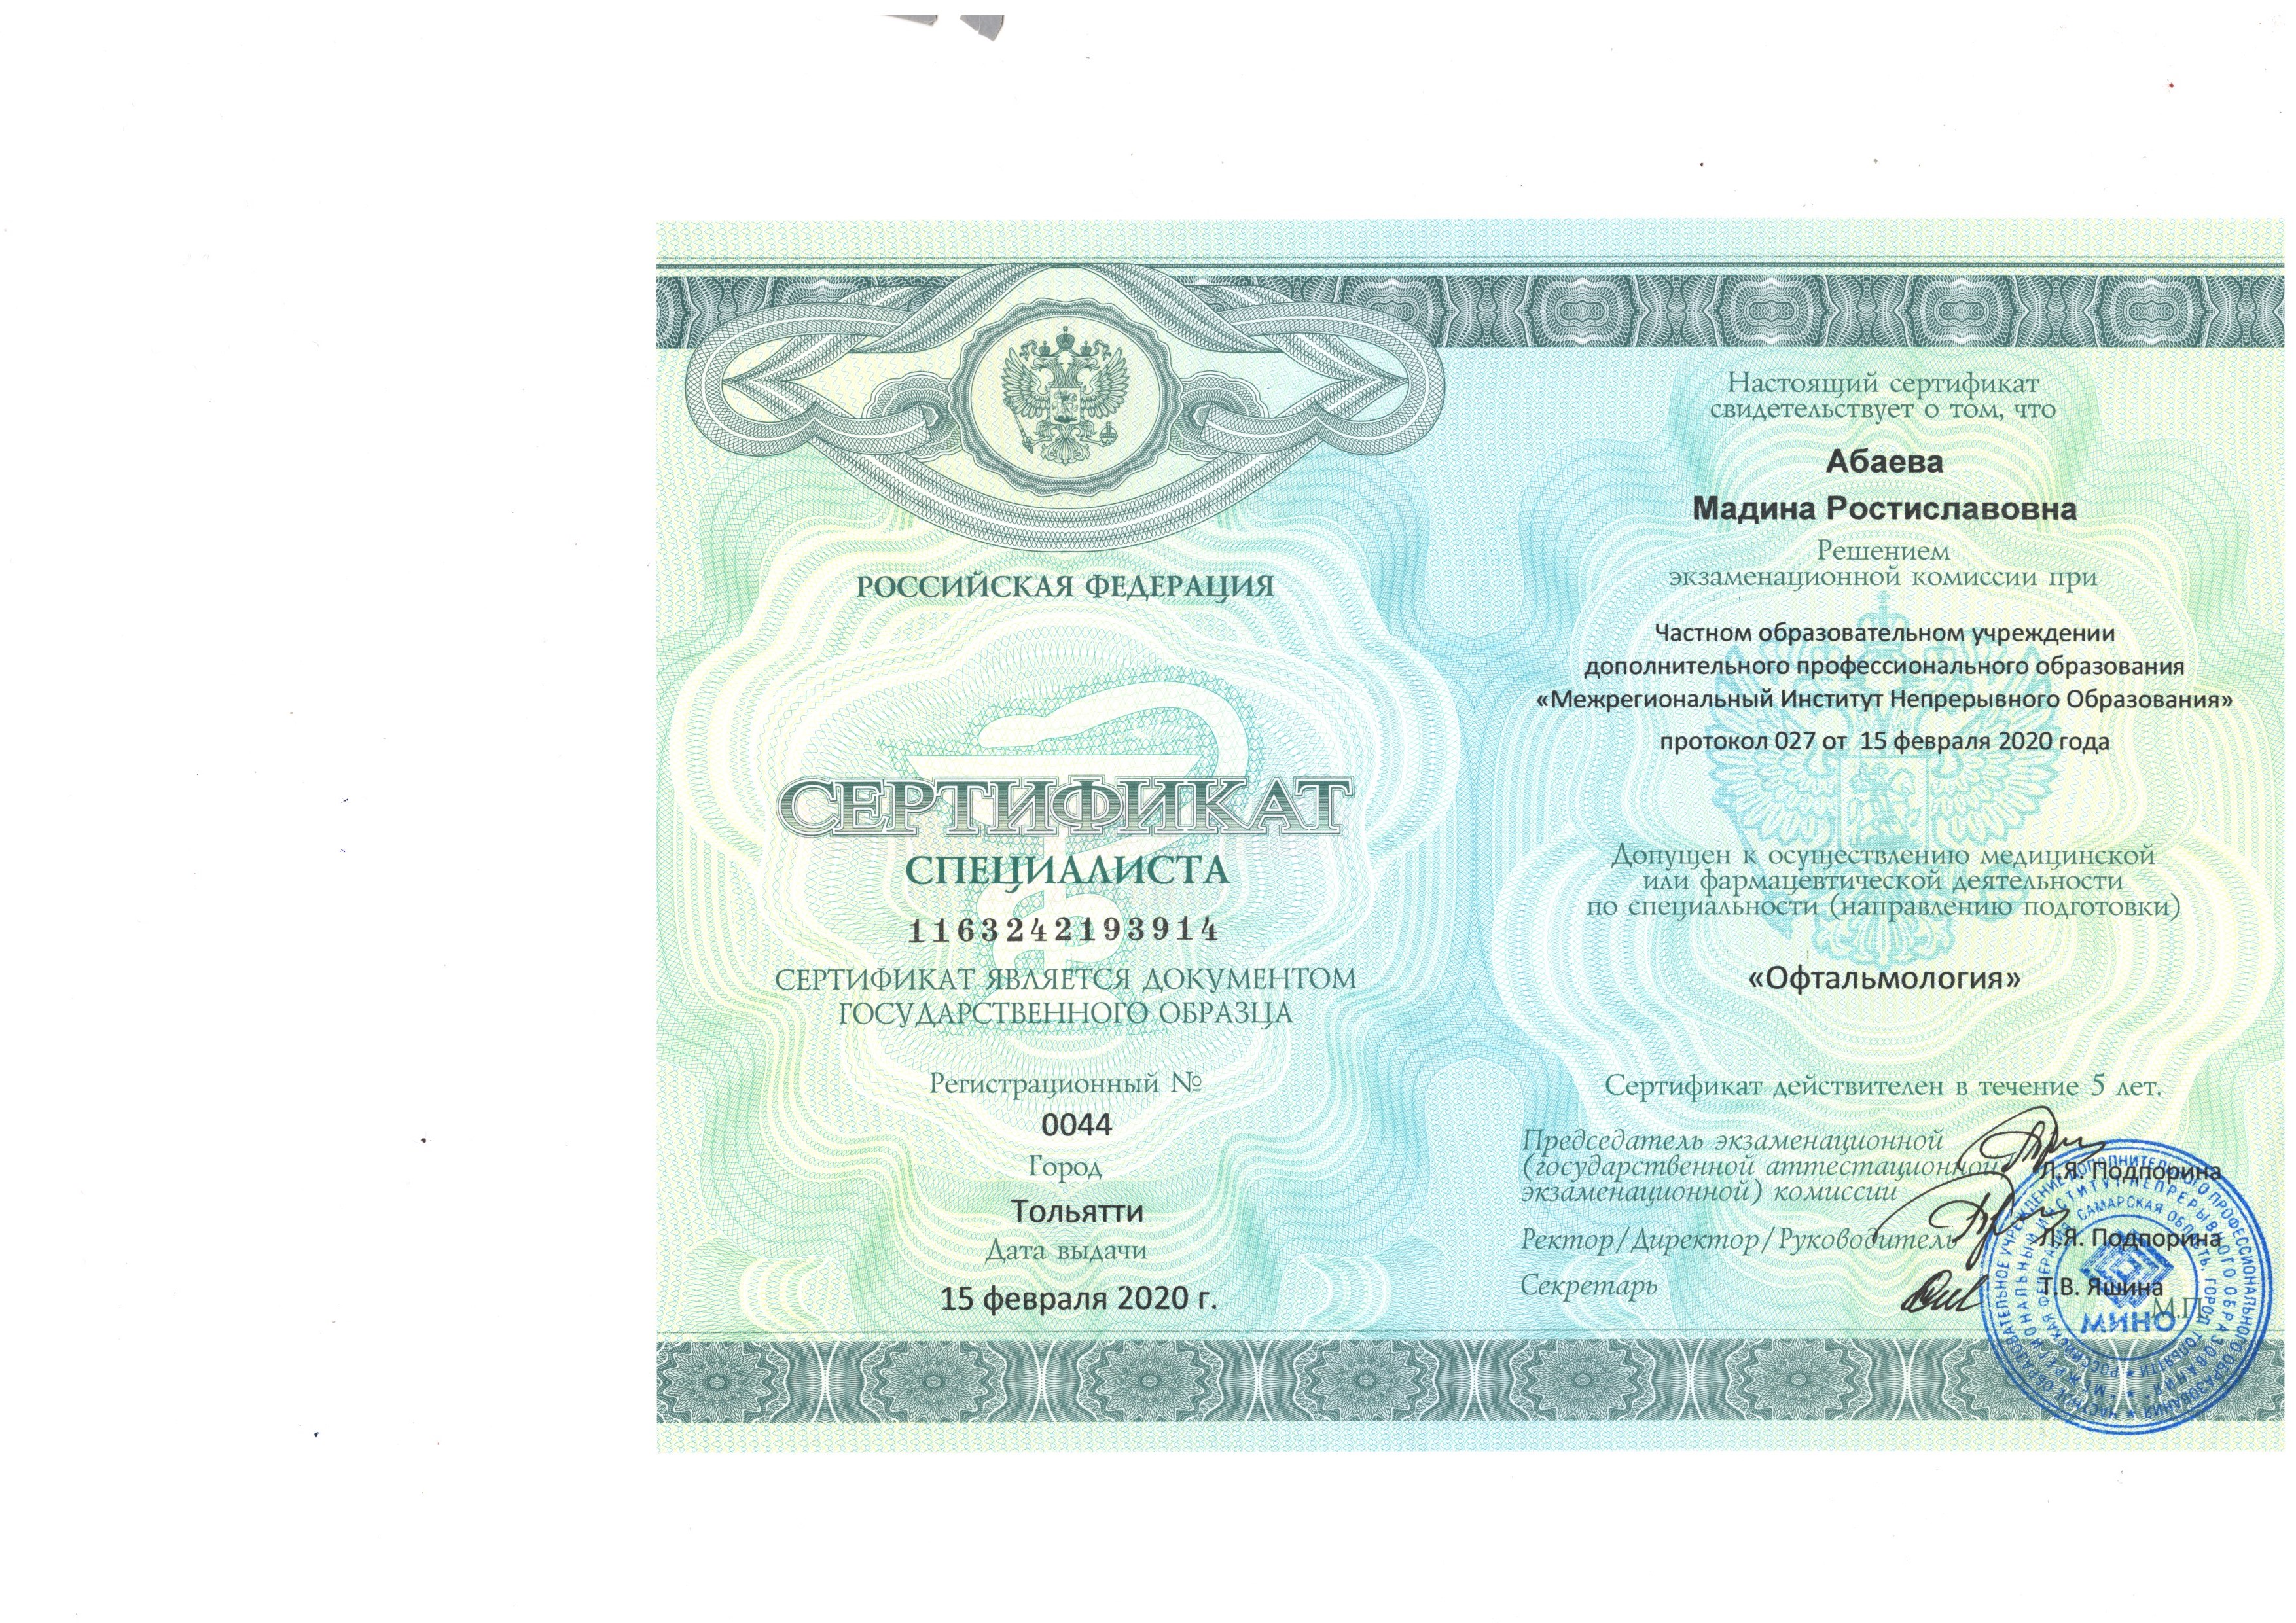 РОССИЙСКАЯ ФЕДЕРАЦИЯ
СЕРТИФИКАТ
СПЕЦИАЛИСТА
1163242193914
СЕРТИФИКАТ ЯВЛЯЕТСЯ ДОКУМЕНТОМ
ГОСУДАРСТВЕННОГО ОБРАЗЦА
Регистрационный №
0044
Город
Тольятти
Дата выдачи
15 февраля 2020 г.
Настоящий сертификат
свидетельствует о том, что
Абаева
Мадина Ростиславовна
Решением
экзаменационной комиссии при
Частном образовательном учреждении
дополнительного профессионального образования
«Межрегиональный Институт Непрерывного Образования»
протокол 027 от 15 февраля 2020 года
Допущен к осуществлению медицинской
или фармацевтической деятельности
по специальности (направлению подготовки)
«Офтальмология»
Сертификат действителен в течение 5 лет.
Председатель экзаменационной
(государственной аттестационной
экзаменационной) комиссии
Л.Я. Подпорина
Ректор/Директор/Руководитель
Л.Я. Подпорина
Секретарь
Т.В. Яшина
М.П.
ЧАСТНОЕ ОБРАЗОВАТЕЛЬНОЕ УЧРЕЖДЕНИЕ ДОПОЛНИТЕЛЬНОГО ПРОФЕССИОНАЛЬНОГО ОБРАЗОВАНИЯ
"МЕЖРЕГИОНАЛЬНЫЙ ИНСТИТУТ НЕПРЕРЫВНОГО ОБРАЗОВАНИЯ"
РОССИЙСКАЯ ФЕДЕРАЦИЯ САМАРСКАЯ ОБЛАСТЬ, ГОРОД ТОЛЬЯТТИ
МИНО